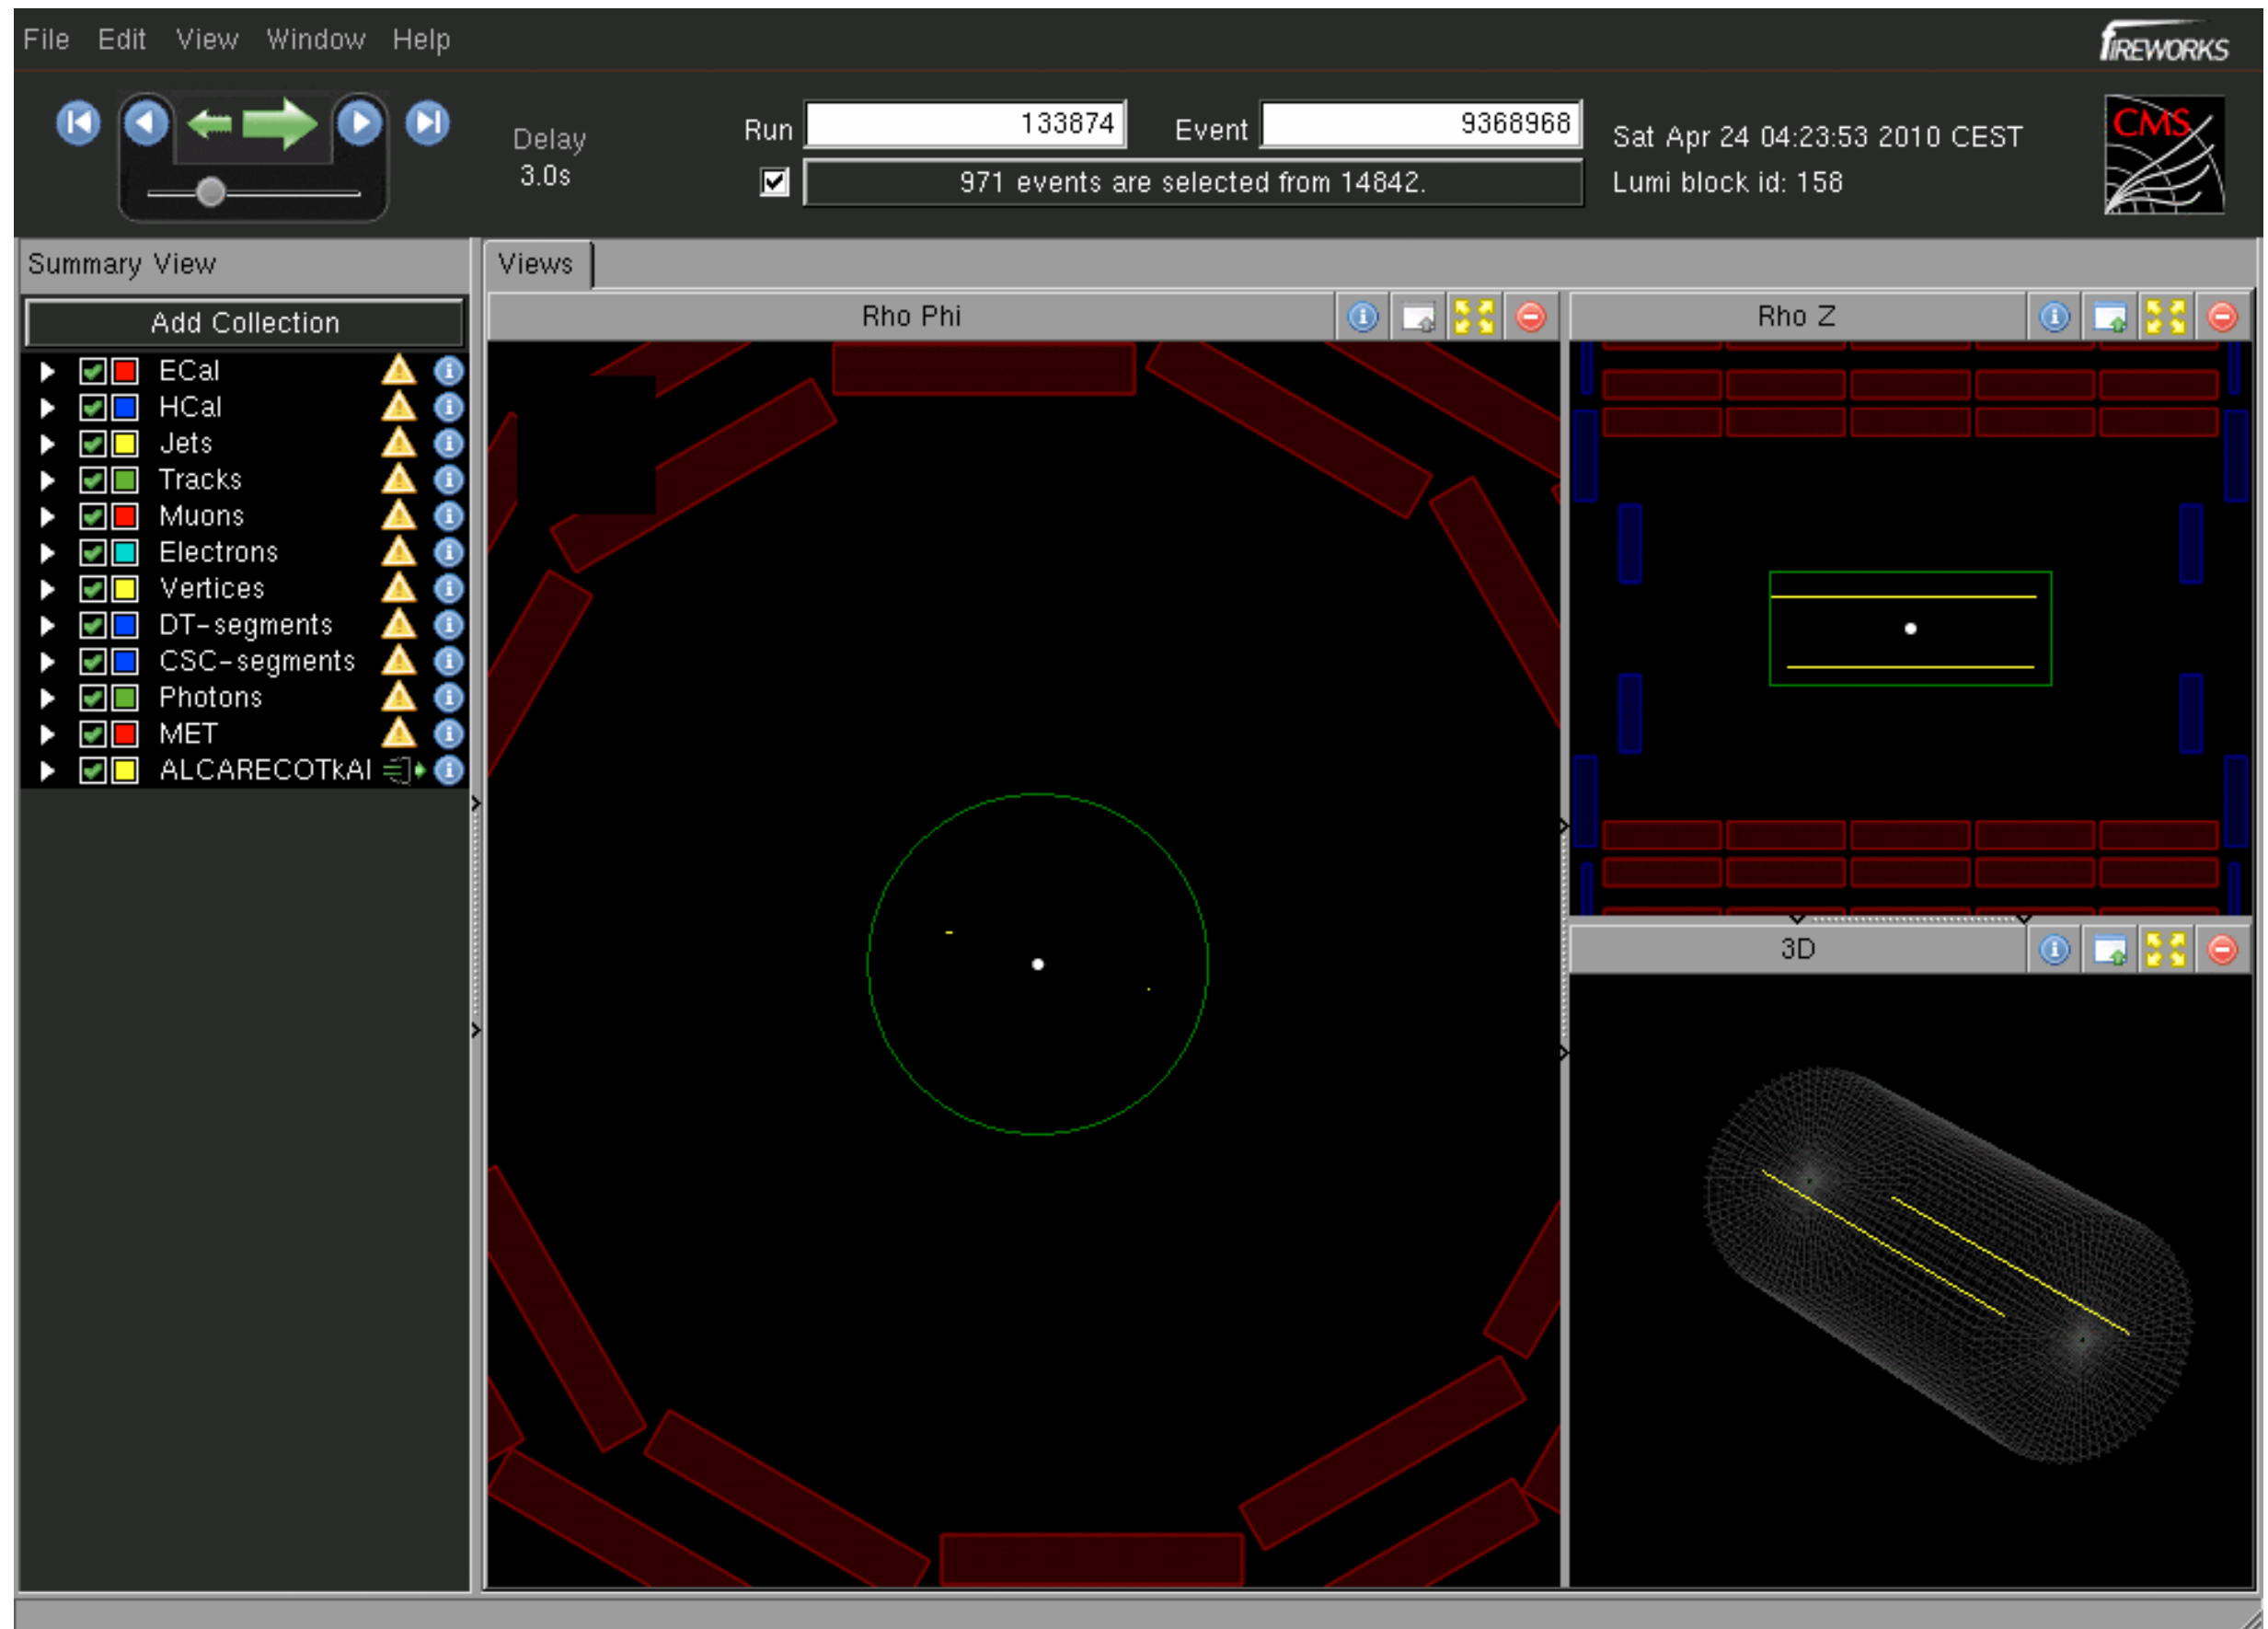 File Edit View Window Help
fIREWORKS
Delay
3.0s
Run 133874 Event 9368968
971 events are selected from 14842.
Sat Apr 24 04:23:53 2010 CEST
Lumi block id: 158
CMS
Summary View
Add Collection
ECal
HCal
Jets
Tracks
Muons
Electrons
Vertices
DT-segments
CSC-segments
Photons
MET
ALCARECOTkAl
Views
Rho Phi
Rho Z
3D